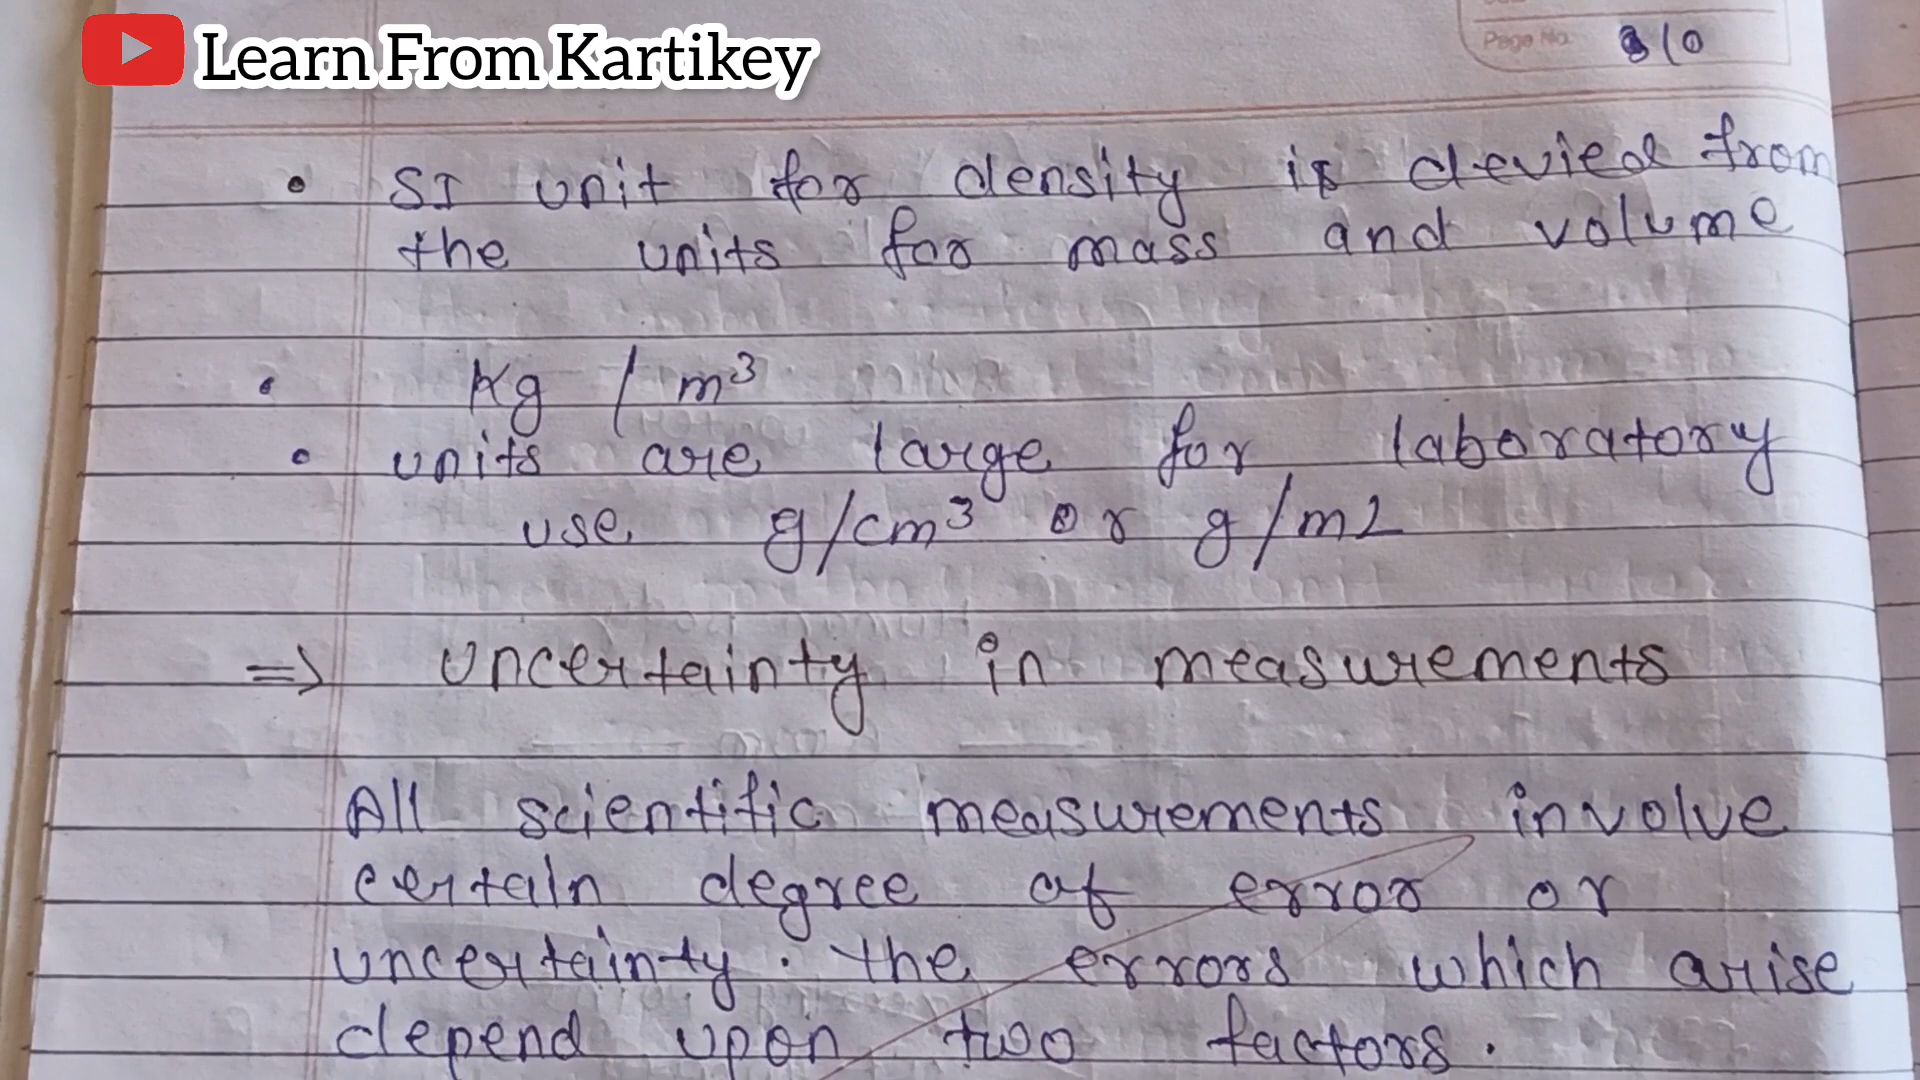 Learn From Kartikey
Page No. 10
• SI unit for density is devied from
the units for mass and volume
• Kg / m³
• units are large for laboratory
use g/cm³ or g/m2
=> Uncertainty in measurements
All scientific measurements involve
certain degree of error or
uncertainty. the errors which arise
depend upon two factors.